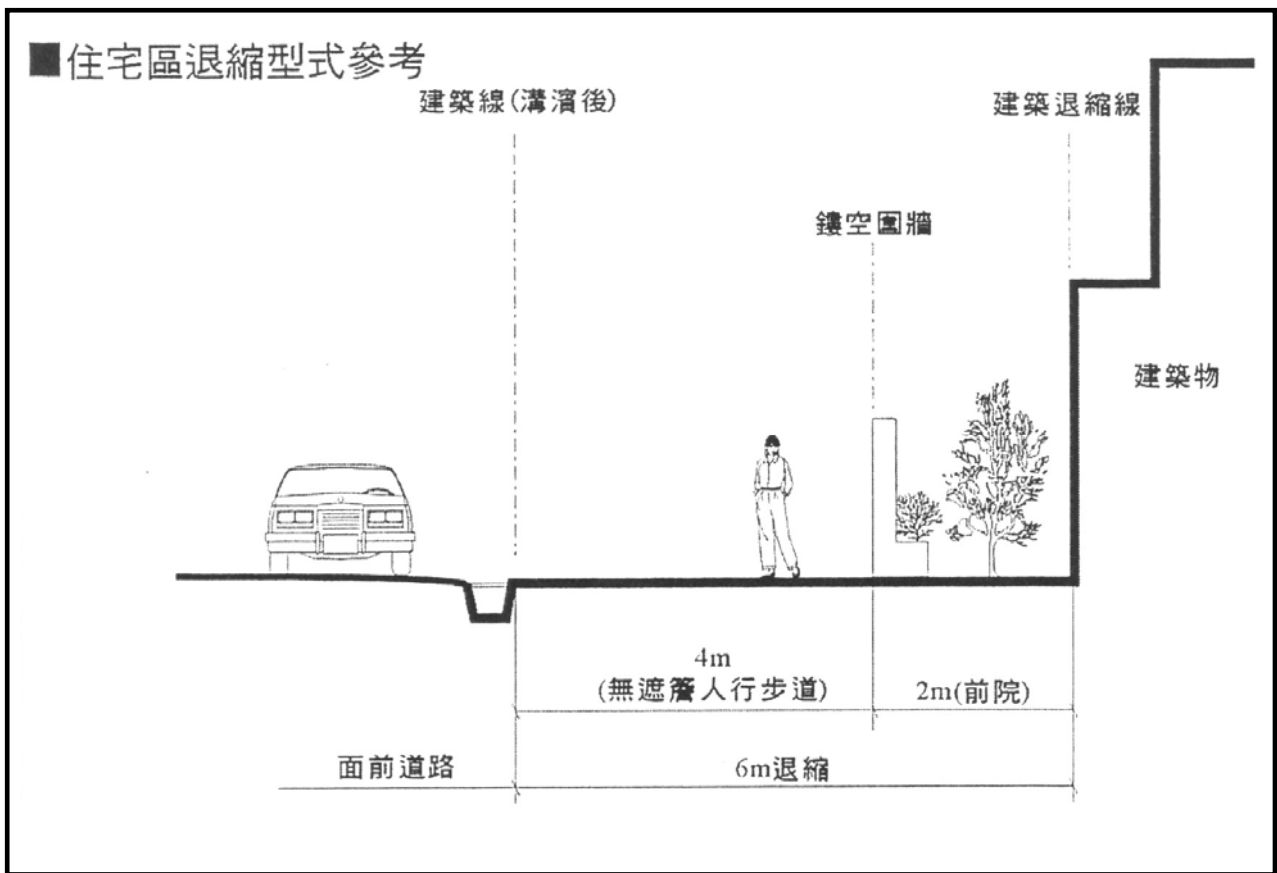 ■住宅區退縮型式參考
建築線(溝濱後)
建築退縮線
鏤空圍牆
建築物
4m
(無遮簷人行步道)
2m(前院)
面前道路
6m退縮